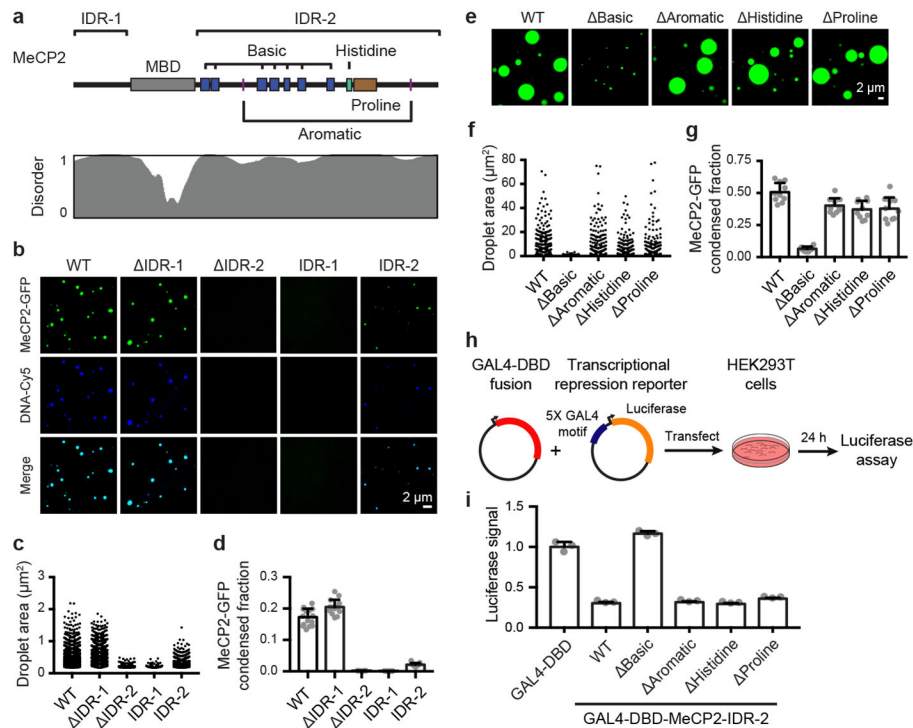 a
IDR-1
IDR-2
MeCP2
MBD
Basic
Histidine
Proline
Aromatic
Disorder
1
0
b
WT
ΔIDR-1
ΔIDR-2
IDR-1
IDR-2
MeCP2-GFP
DNA-Cy5
Merge
2 µm
c
Droplet area (µm²)
3
2
1
0
WT
ΔIDR-1
ΔIDR-2
IDR-1
IDR-2
d
MeCP2-GFP
condensed fraction
0.3
0.2
0.1
0.0
WT
ΔIDR-1
ΔIDR-2
IDR-1
IDR-2
e
WT
ΔBasic
ΔAromatic
ΔHistidine
ΔProline
2 µm
f
Droplet area (µm²)
80
60
40
20
0
WT
ΔBasic
ΔAromatic
ΔHistidine
ΔProline
g
MeCP2-GFP
condensed fraction
0.75
0.50
0.25
0.00
WT
ΔBasic
ΔAromatic
ΔHistidine
ΔProline
h
GAL4-DBD
fusion
Transcriptional
repression reporter
HEK293T
cells
+
5X GAL4
motif
Luciferase
Transfect
24 h
Luciferase
assay
i
Luciferase signal
1.5
1.0
0.5
0.0
GAL4-DBD
WT
ΔBasic
ΔAromatic
ΔHistidine
ΔProline
GAL4-DBD-MeCP2-IDR-2